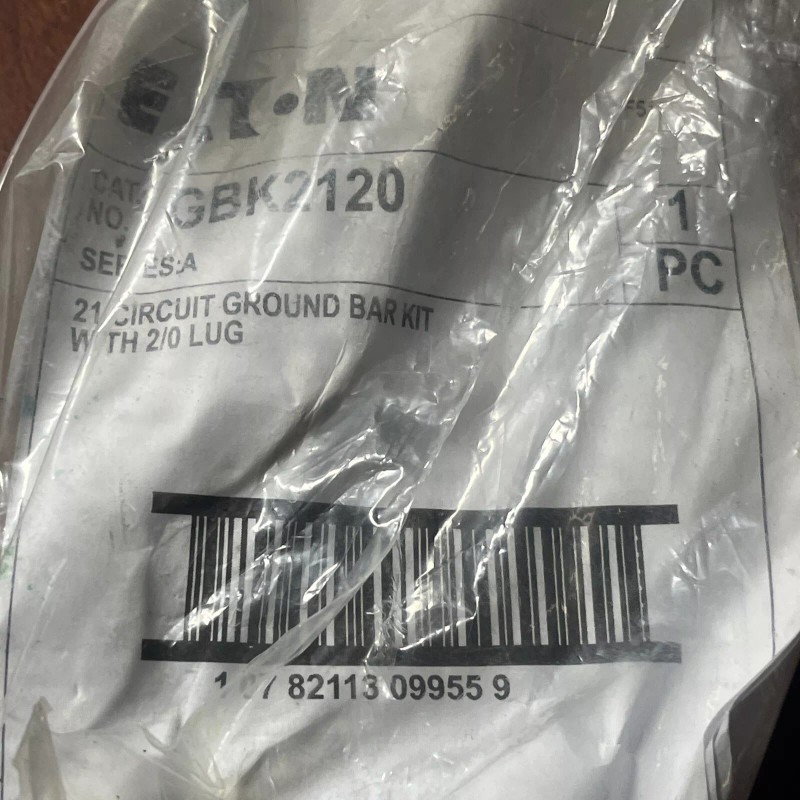 EATON
CAT
NO. GBK2120
1
SERIES:A
PC
21 CIRCUIT GROUND BAR KIT
WITH 2/0 LUG
1 07 82113 09955 9